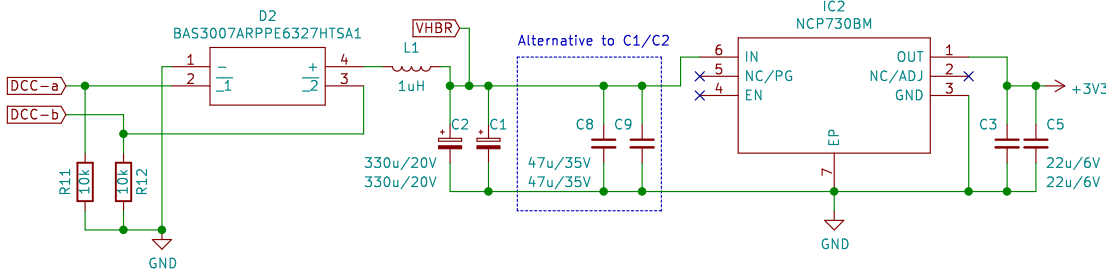 D2
BAS3007ARPPE6327HTSA1
1
2
-
_1
+
_2
4
3
DCC-a
DCC-b
R11
10k
10k
R12
GND
L1
1uH
VHBR
C2
C1
330u/20V
330u/20V
Alternative to C1/C2
C8
C9
47u/35V
47u/35V
IC2
NCP730BM
6
5
4
IN
NC/PG
EN
OUT
NC/ADJ
GND
1
2
3
EP
7
GND
+3V3
C3
C5
22u/6V
22u/6V